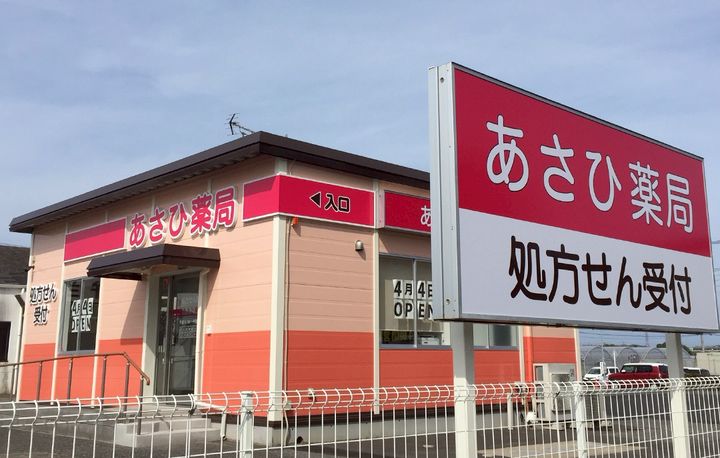 あさひ薬局
◀入口
あ
処方せん
受付
4月4日
OPEN
4月4日
OPEN
あさひ薬局
処方せん受付